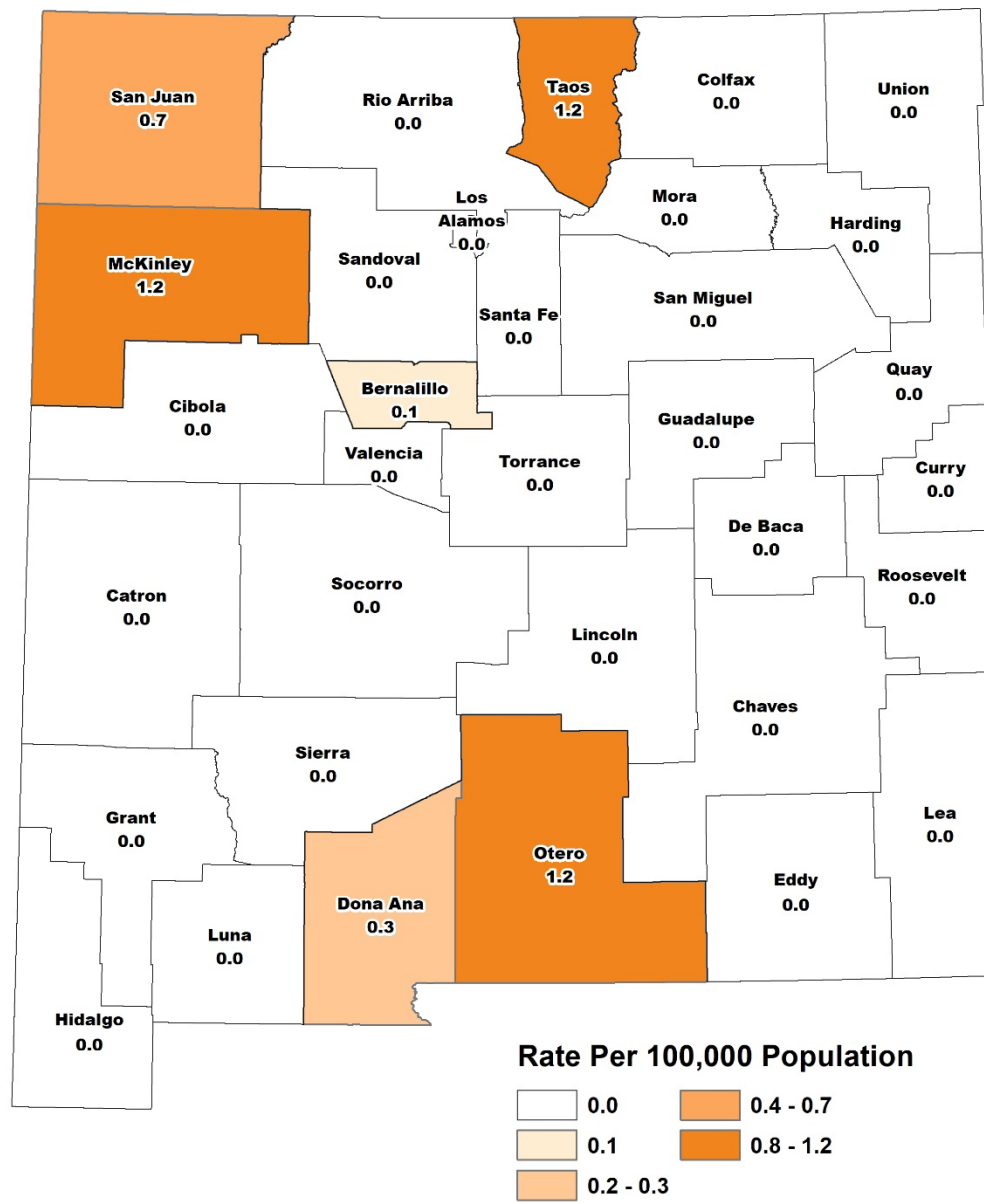 San Juan
0.7
Rio Arriba
0.0
Taos
1.2
Colfax
0.0
Union
0.0
Los
Alamos
0.0
Mora
0.0
Harding
0.0
McKinley
1.2
Sandoval
0.0
Santa Fe
0.0
San Miguel
0.0
Quay
0.0
Cibola
0.0
Bernalillo
0.1
Guadalupe
0.0
Valencia
0.0
Torrance
0.0
Curry
0.0
De Baca
0.0
Catron
0.0
Socorro
0.0
Roosevelt
0.0
Lincoln
0.0
Chaves
0.0
Sierra
0.0
Grant
0.0
Lea
0.0
Otero
1.2
Eddy
0.0
Dona Ana
0.3
Luna
0.0
Hidalgo
0.0
Rate Per 100,000 Population
0.0
0.1
0.2 - 0.3
0.4 - 0.7
0.8 - 1.2